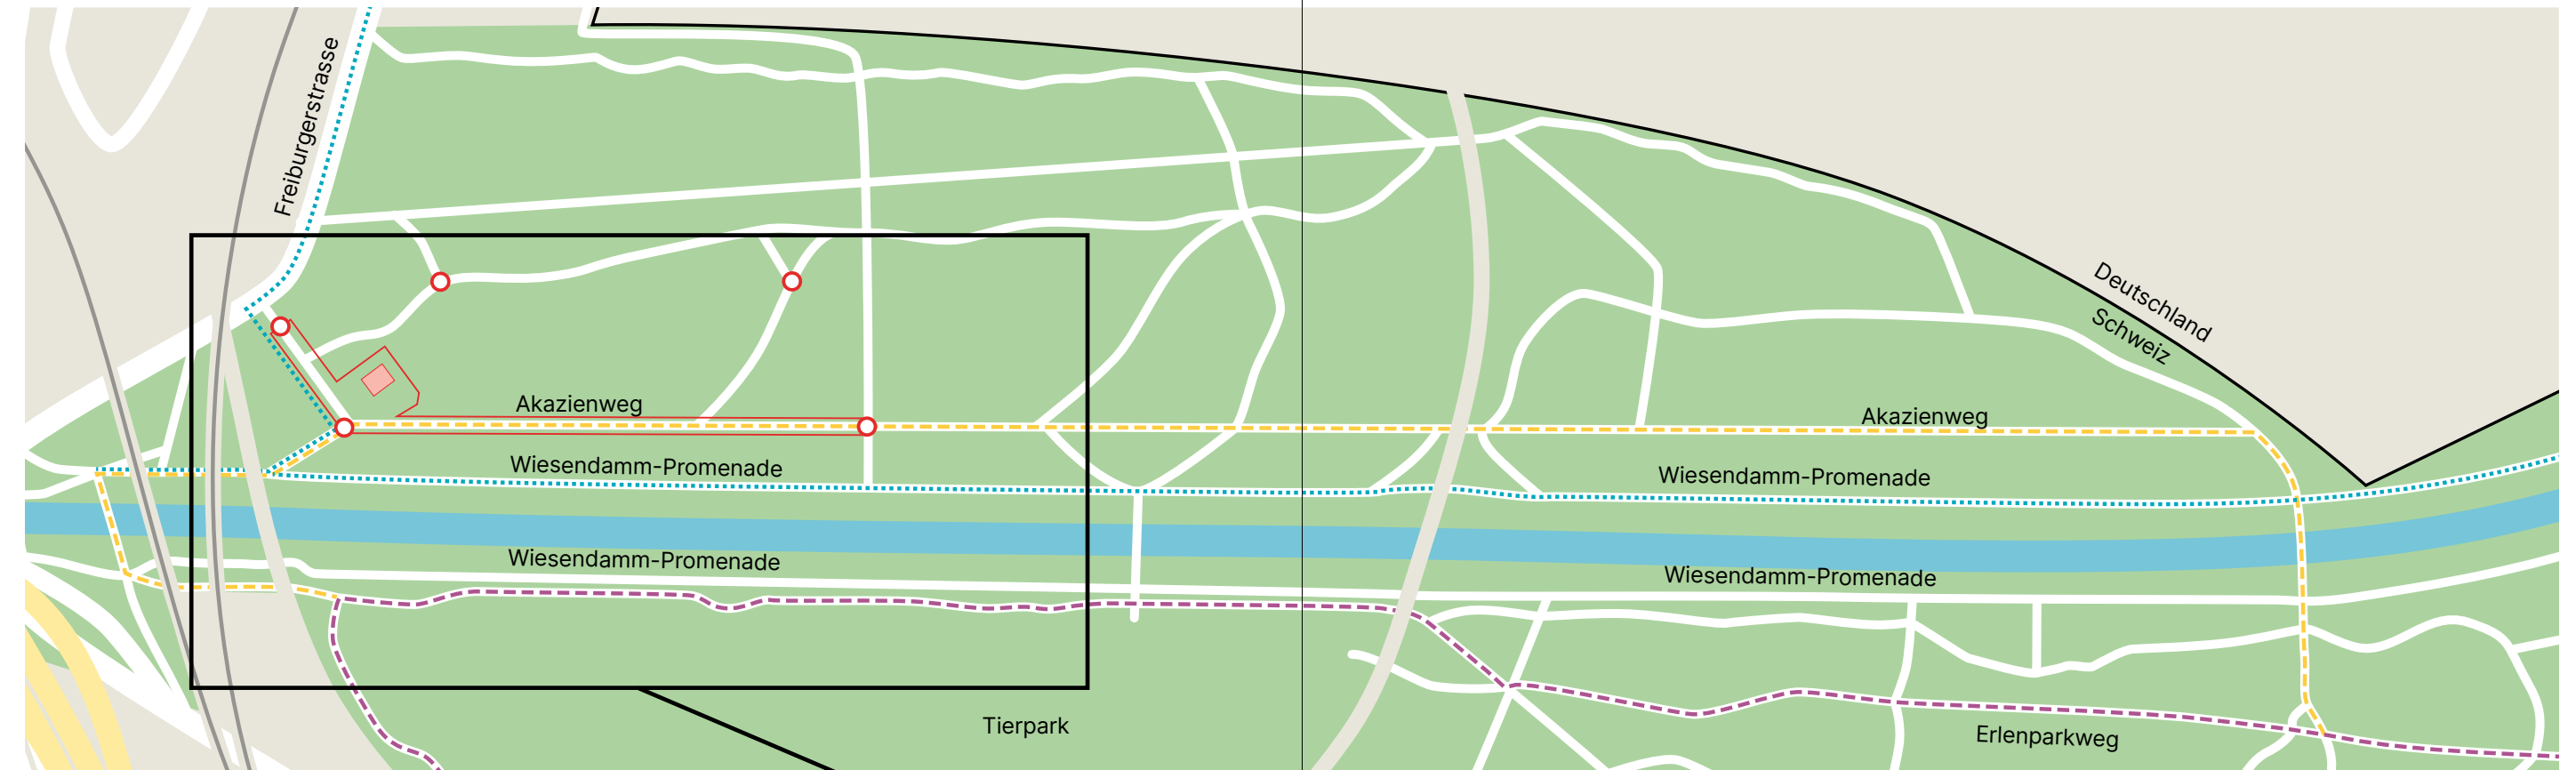 Freiburgerstrasse
Deutschland
Schweiz
Akazienweg
Akazienweg
Wiesendamm-Promenade
Wiesendamm-Promenade
Wiesendamm-Promenade
Wiesendamm-Promenade
Tierpark
Erlenparkweg